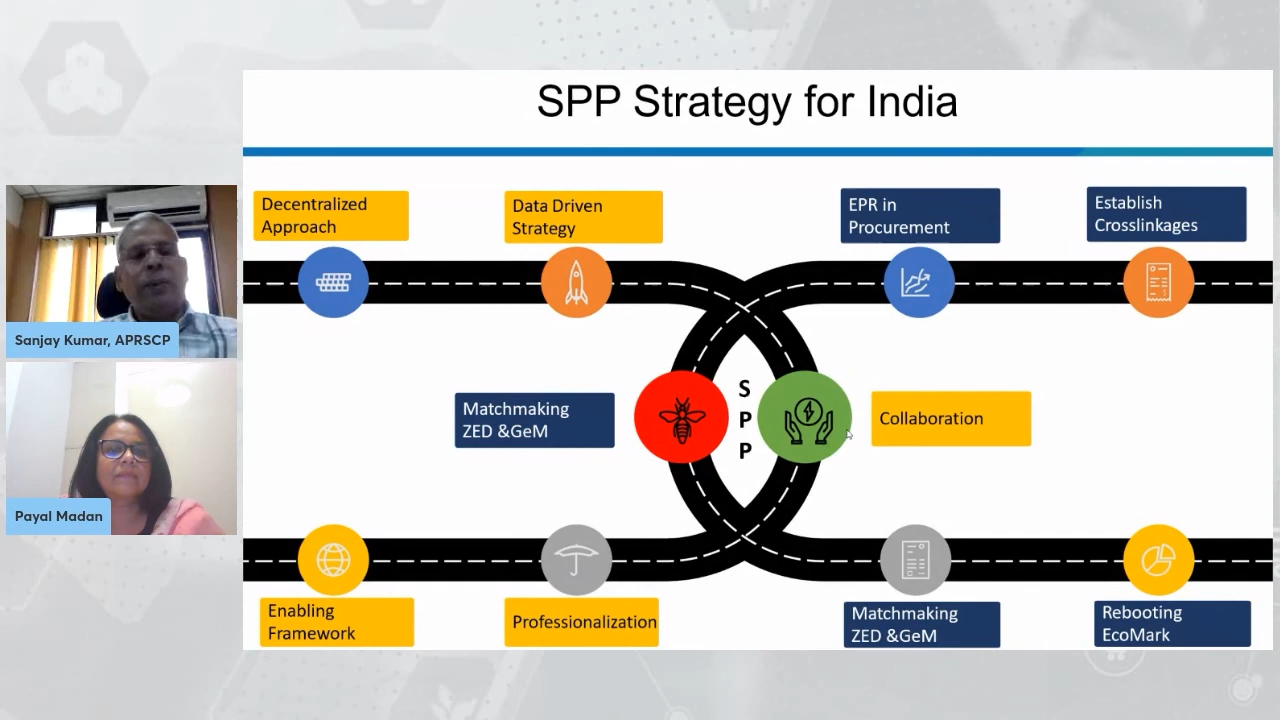 SPP Strategy for India
Decentralized
Approach
Data Driven
Strategy
EPR in
Procurement
Establish
Crosslinkages
Sanjay Kumar, APRSCP
Matchmaking
ZED &GeM
S
P
P
Collaboration
Payal Madan
Enabling
Framework
Professionalization
Matchmaking
ZED &GeM
Rebooting
EcoMark